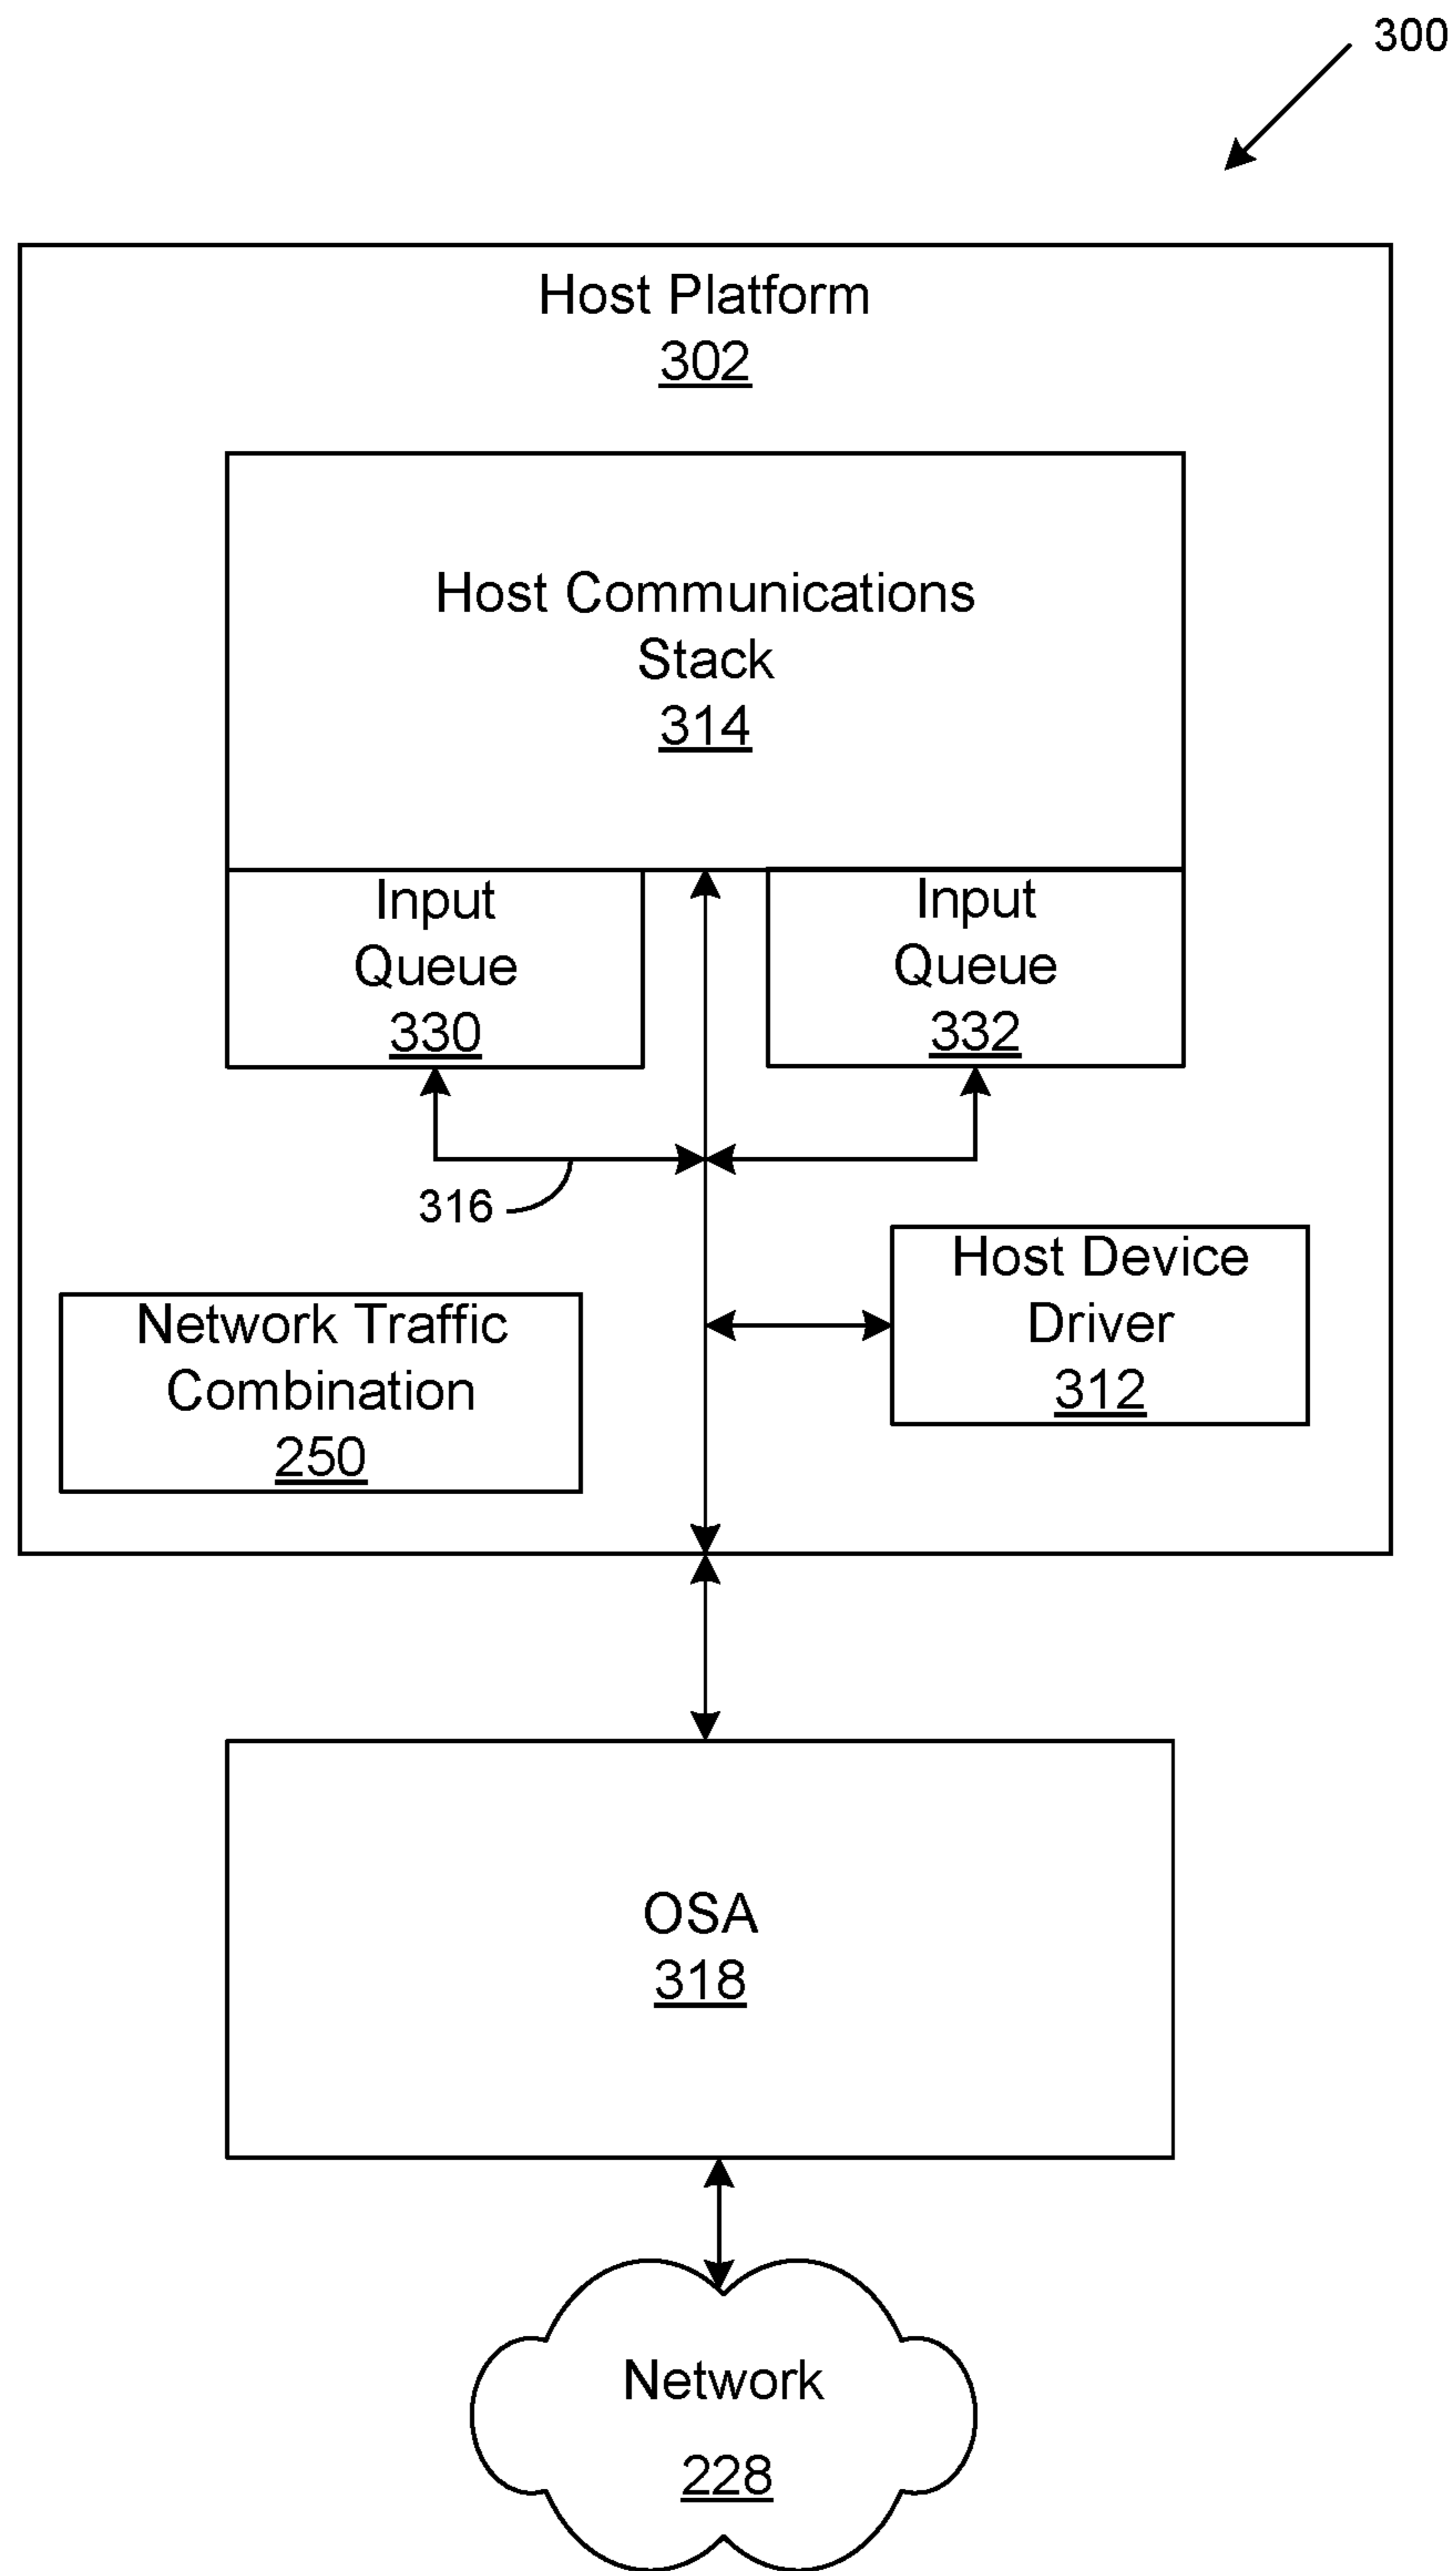 300
Host Platform
302
Host Communications
Stack
314
Input
Queue
330
Input
Queue
332
316
Host Device
Driver
312
Network Traffic
Combination
250
OSA
318
Network
228